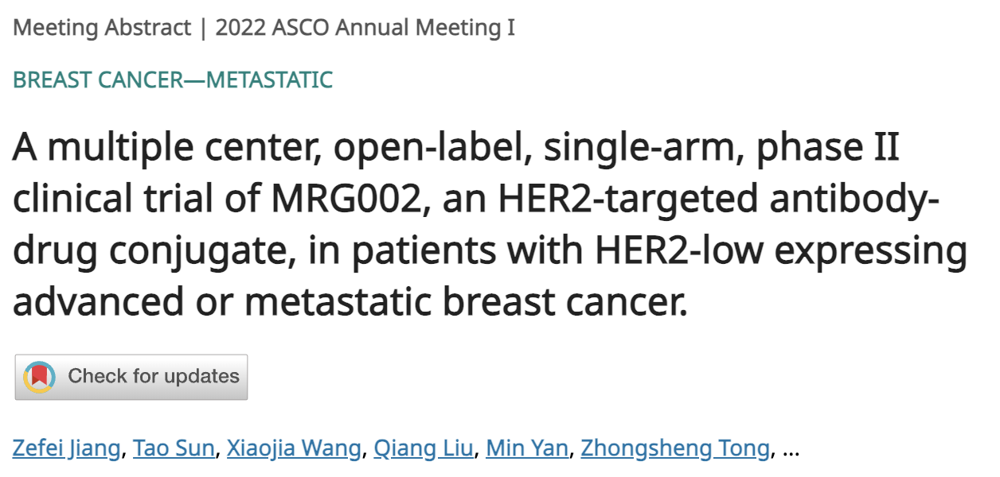 Meeting Abstract | 2022 ASCO Annual Meeting I
BREAST CANCER—METASTATIC
A multiple center, open-label, single-arm, phase II
clinical trial of MRG002, an HER2-targeted antibody-
drug conjugate, in patients with HER2-low expressing
advanced or metastatic breast cancer.
Check for updates
Zefei Jiang, Tao Sun, Xiaojia Wang, Qiang Liu, Min Yan, Zhongsheng Tong, ...